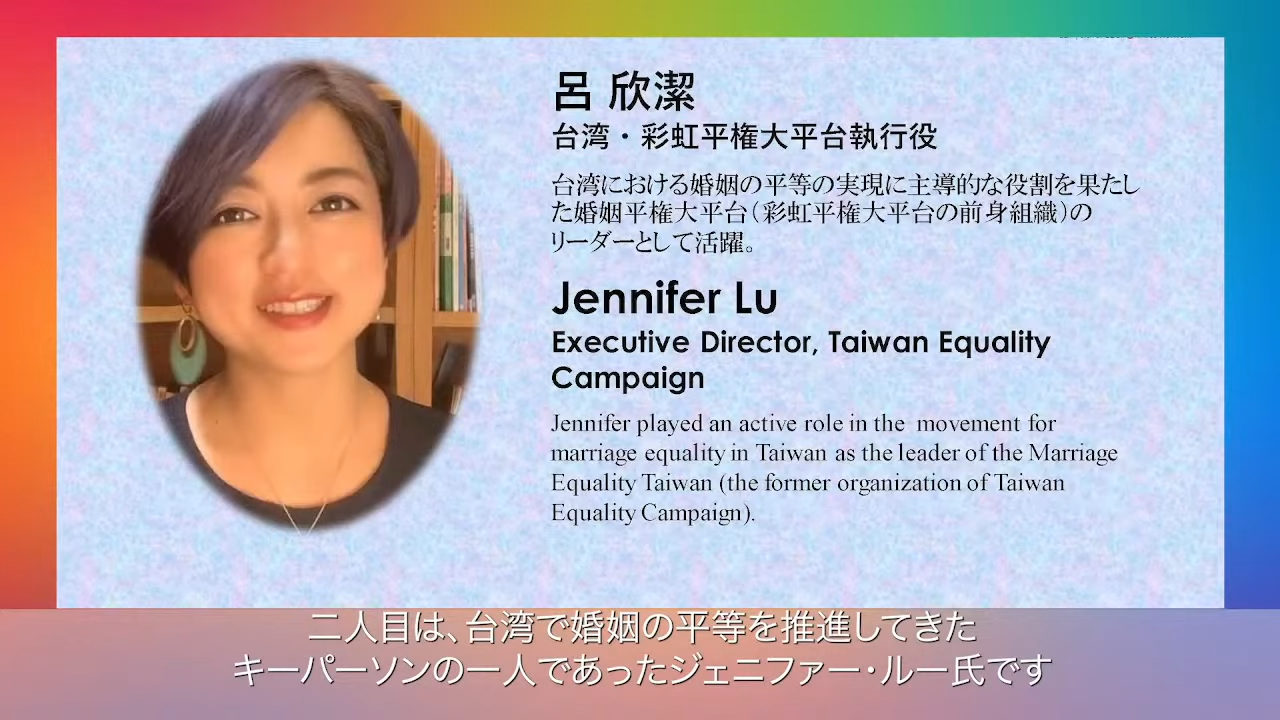 呂 欣潔
台湾・彩虹平権大平台執行役
台湾における婚姻の平等の実現に主導的な役割を果たし
た婚姻平権大平台（彩虹平権大平台の前身組織）の
リーダーとして活躍。
Jennifer Lu
Executive Director, Taiwan Equality
Campaign
Jennifer played an active role in the movement for
marriage equality in Taiwan as the leader of the Marriage
Equality Taiwan (the former organization of Taiwan
Equality Campaign).
二人目は、台湾で婚姻の平等を推進してきた
キーパーソンの一人であったジェニファー・ルー氏です